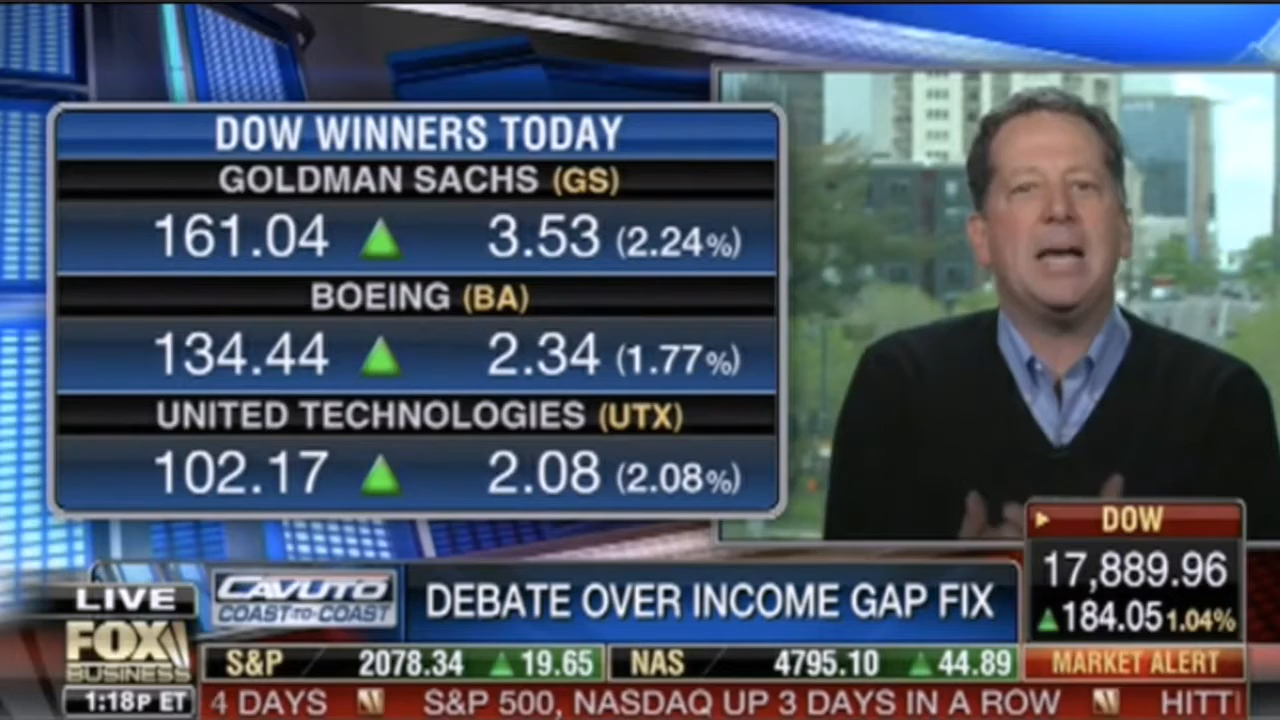 DOW WINNERS TODAY
GOLDMAN SACHS (GS)
161.04 ▲ 3.53 (2.24%)
BOEING (BA)
134.44 ▲ 2.34 (1.77%)
UNITED TECHNOLOGIES (UTX)
102.17 ▲ 2.08 (2.08%)
DOW
17,889.96
▲184.05 1.04%
MARKET ALERT
LIVE
FOX
BUSINESS
1:18P ET
CAVUTO
COAST TO COAST
DEBATE OVER INCOME GAP FIX
S&P 2078.34 ▲19.65 NAS 4795.10 ▲44.89
4 DAYS S&P 500, NASDAQ UP 3 DAYS IN A ROW HITTI